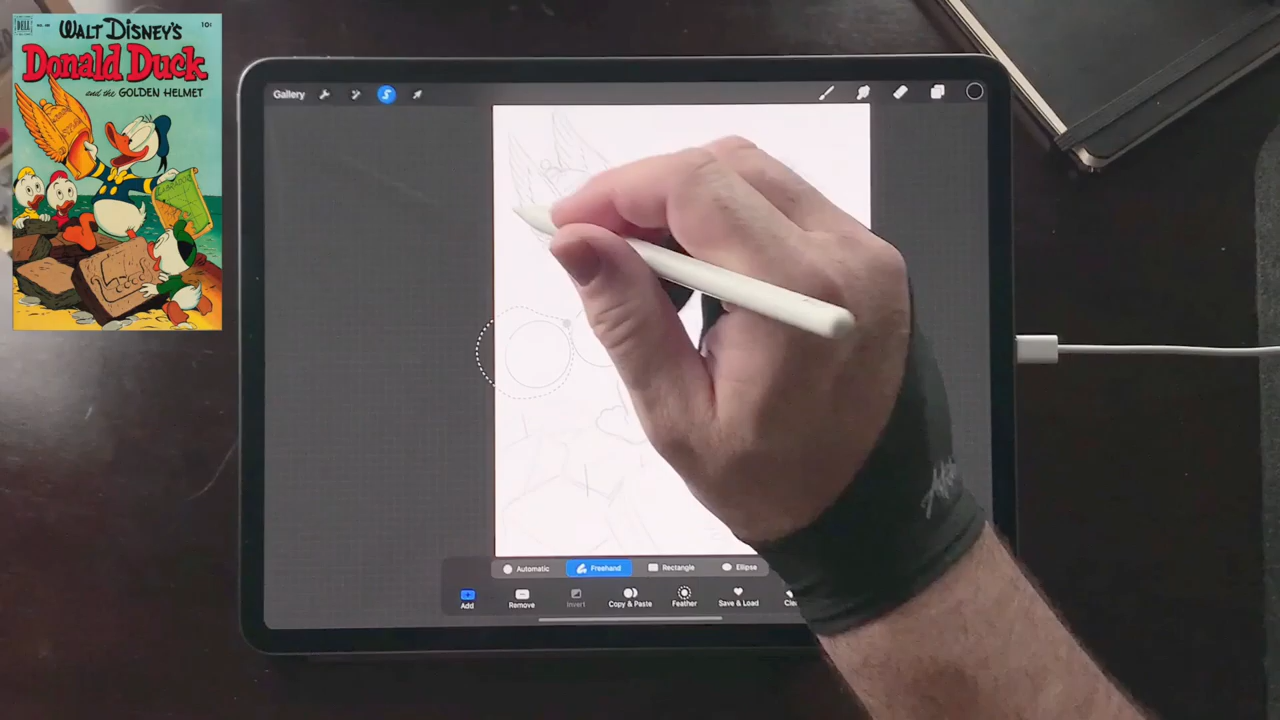 DELL
WALT DISNEY'S
10¢
Donald Duck
and the GOLDEN HELMET
Gallery
Automatic
Freehand
Rectangle
Ellipse
Add
Remove
Invert
Copy & Paste
Feather
Save & Load